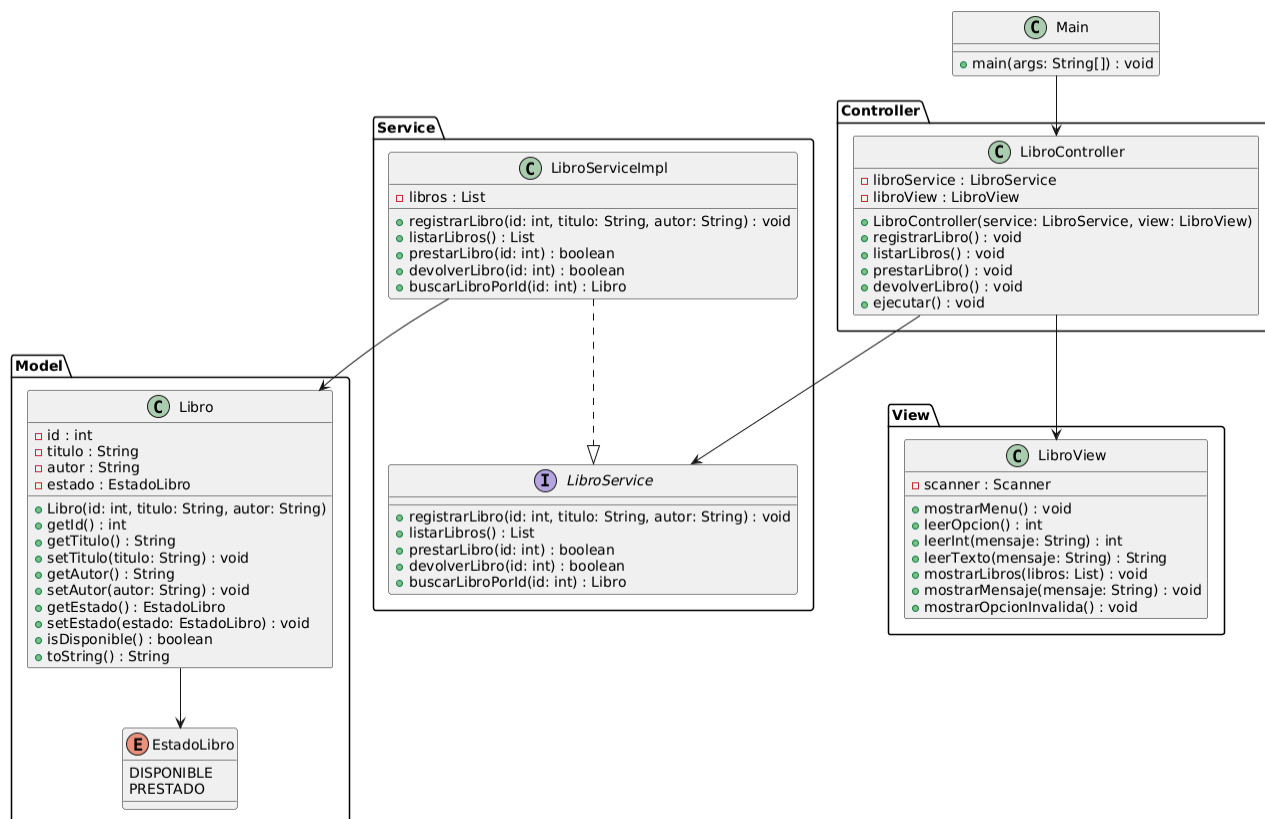 C Main
+ main(args: String[]) : void
Controller
C LibroController
libroService : LibroService
libroView : LibroView
LibroController(service: LibroService, view: LibroView)
registrarLibro() : void
listarLibros() : void
prestarLibro() : void
devolverLibro() : void
ejecutar() : void
Service
C LibroServiceImpl
libros : List
registrarLibro(id: int, titulo: String, autor: String) : void
listarLibros() : List
prestarLibro(id: int) : boolean
devolverLibro(id: int) : boolean
buscarLibroPorId(id: int) : Libro
I LibroService
registrarLibro(id: int, titulo: String, autor: String) : void
listarLibros() : List
prestarLibro(id: int) : boolean
devolverLibro(id: int) : boolean
buscarLibroPorId(id: int) : Libro
Model
C Libro
id : int
titulo : String
autor : String
estado : EstadoLibro
Libro(id: int, titulo: String, autor: String)
getId() : int
getTitulo() : String
setTitulo(titulo: String) : void
getAutor() : String
setAutor(autor: String) : void
getEstado() : EstadoLibro
setEstado(estado: EstadoLibro) : void
isDisponible() : boolean
toString() : String
E EstadoLibro
DISPONIBLE
PRESTADO
View
C LibroView
scanner : Scanner
mostrarMenu() : void
leerOpcion() : int
leerInt(mensaje: String) : int
leerTexto(mensaje: String) : String
mostrarLibros(libros: List) : void
mostrarMensaje(mensaje: String) : void
mostrarOpcionInvalida() : void